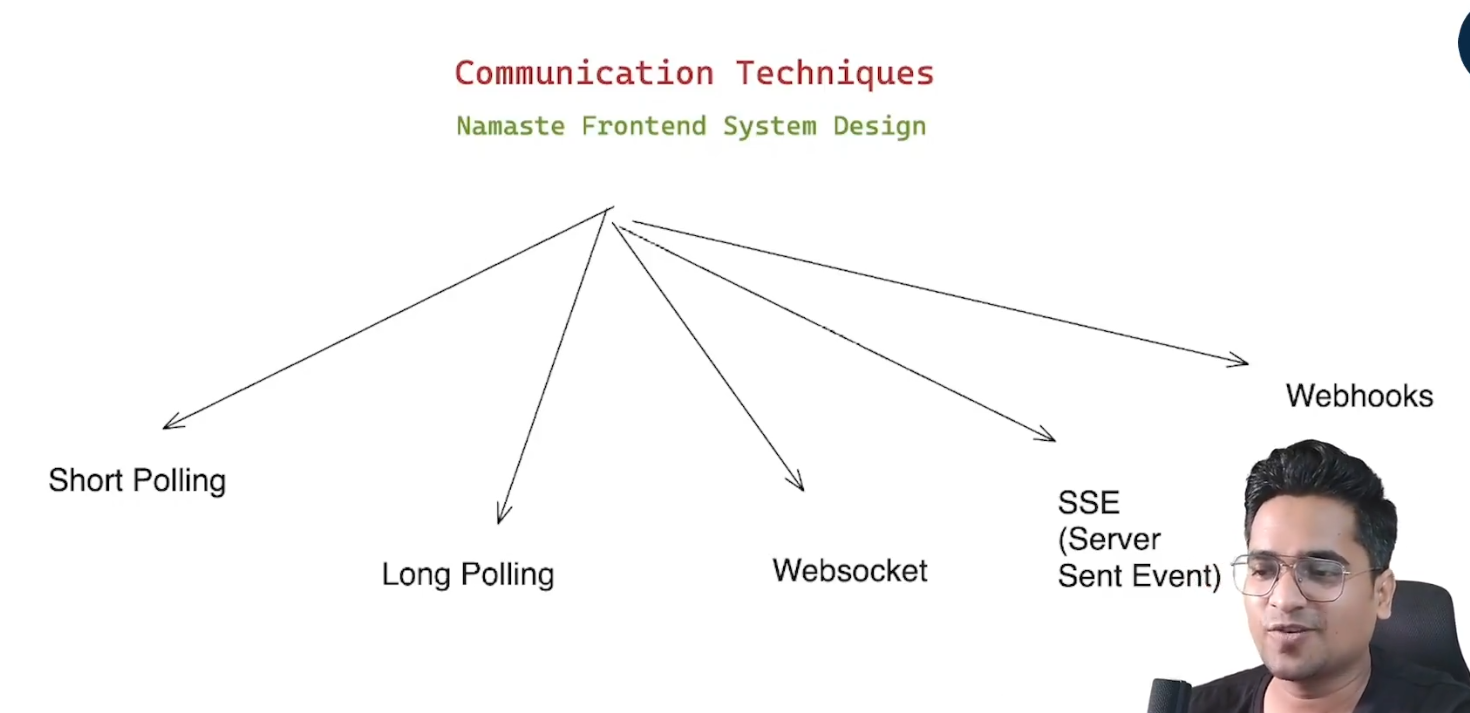 Communication Techniques
Namaste Frontend System Design
Webhooks
Short Polling
Long Polling
Websocket
SSE
(Server
Sent Event)